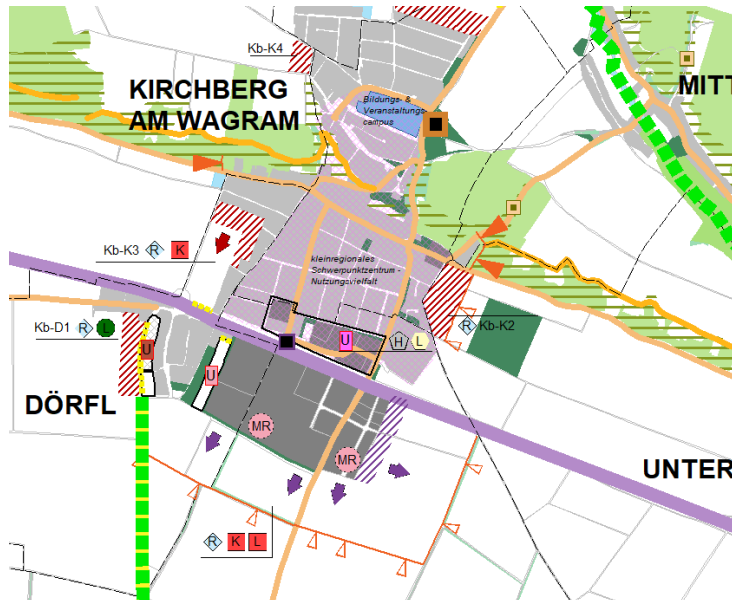 Kb-K4
KIRCHBERG
AM WAGRAM
Bildungs- &
Veranstaltungs-
campus
MITT
Kb-K3
R
K
kleinregionales
Schwerpunktzentrum -
Nutzungsvielfalt
R
Kb-K2
Kb-D1
R
L
U
U
H
L
U
DÖRFL
MR
MR
UNTER
R
K
L